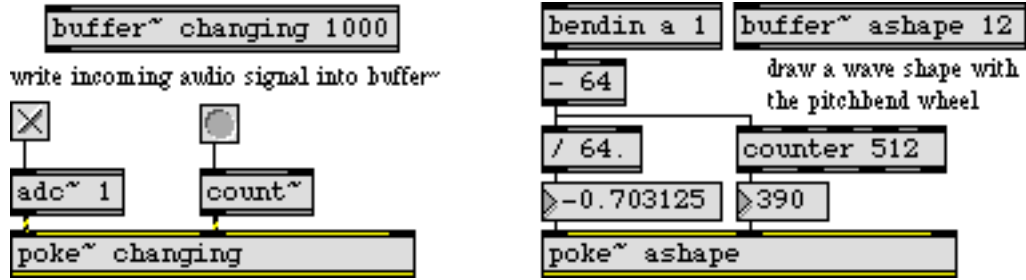 buffer~ changing 1000
write incoming audio signal into buffer~
adc~ 1
count~
poke~ changing
bendin a 1
buffer~ ashape 12
- 64
draw a wave shape with
the pitchbend wheel
/ 64.
counter 512
-0.703125
390
poke~ ashape